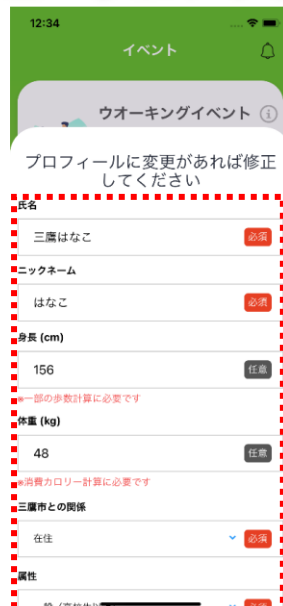 12:34
イベント
ウオーキングイベント
プロフィールに変更があれば修正
してください
氏名
三鷹はなこ
必須
ニックネーム
はなこ
必須
身長 (cm)
156
任意
※一部の歩数計算に必要です
体重 (kg)
48
任意
※消費カロリー計算に必要です
三鷹市との関係
在住
必須
属性